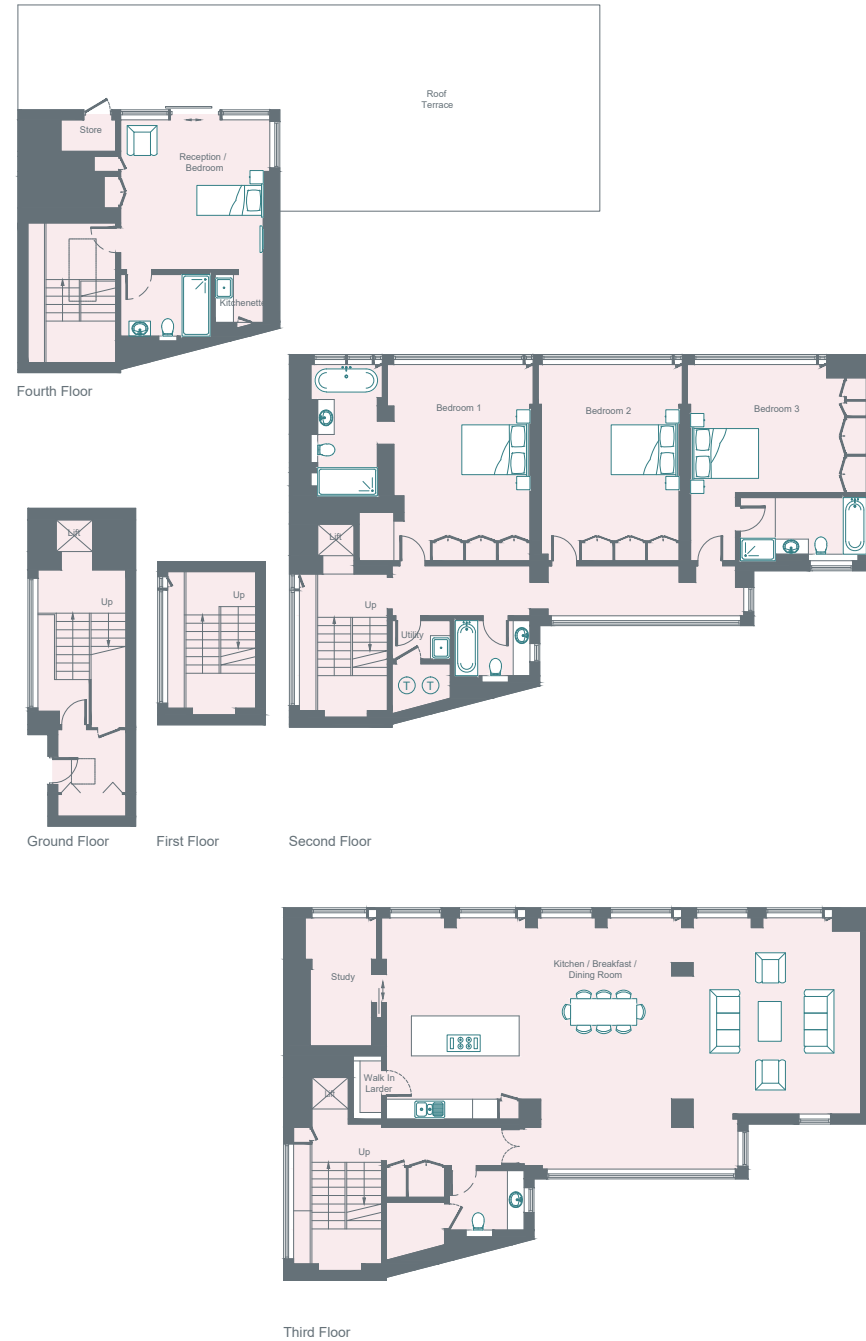 Roof
Terrace
Store
Reception /
Bedroom
Kitchenette
Fourth Floor
Bedroom 1
Bedroom 2
Bedroom 3
Lift
Up
Utility
T
T
Lift
Up
Up
Ground Floor
First Floor
Second Floor
Study
Kitchen / Breakfast /
Dining Room
Walk In
Larder
Lift
Up
Third Floor